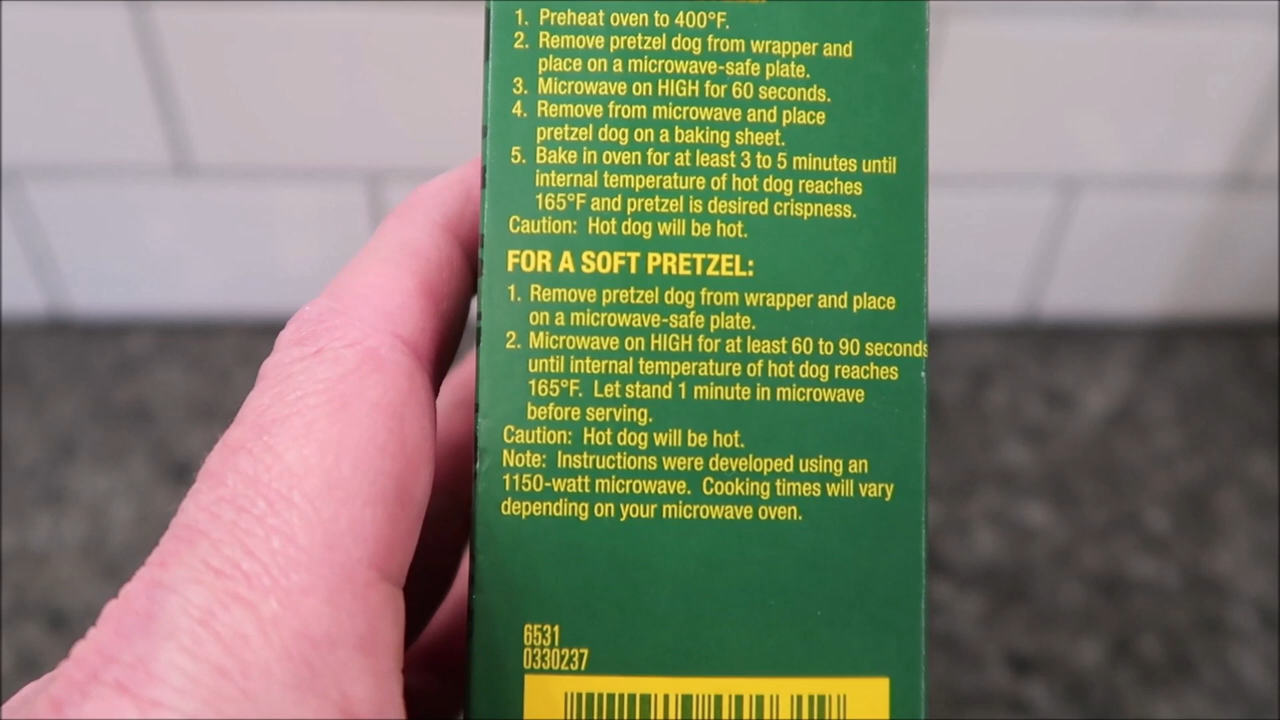 1. Preheat oven to 400°F.
2. Remove pretzel dog from wrapper and
place on a microwave-safe plate.
3. Microwave on HIGH for 60 seconds.
4. Remove from microwave and place
pretzel dog on a baking sheet.
5. Bake in oven for at least 3 to 5 minutes until
internal temperature of hot dog reaches
165°F and pretzel is desired crispness.
Caution: Hot dog will be hot.
FOR A SOFT PRETZEL:
1. Remove pretzel dog from wrapper and place
on a microwave-safe plate.
2. Microwave on HIGH for at least 60 to 90 seconds
until internal temperature of hot dog reaches
165°F. Let stand 1 minute in microwave
before serving.
Caution: Hot dog will be hot.
Note: Instructions were developed using an
1150-watt microwave. Cooking times will vary
depending on your microwave oven.
6531
0330237